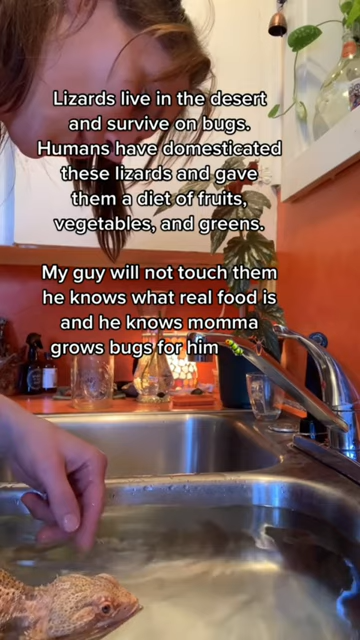 Lizards live in the desert
and survive on bugs.
Humans have domesticated
these lizards and gave
them a diet of fruits,
vegetables, and greens.
My guy will not touch them
he knows what real food is
and he knows momma
grows bugs for him 🐛